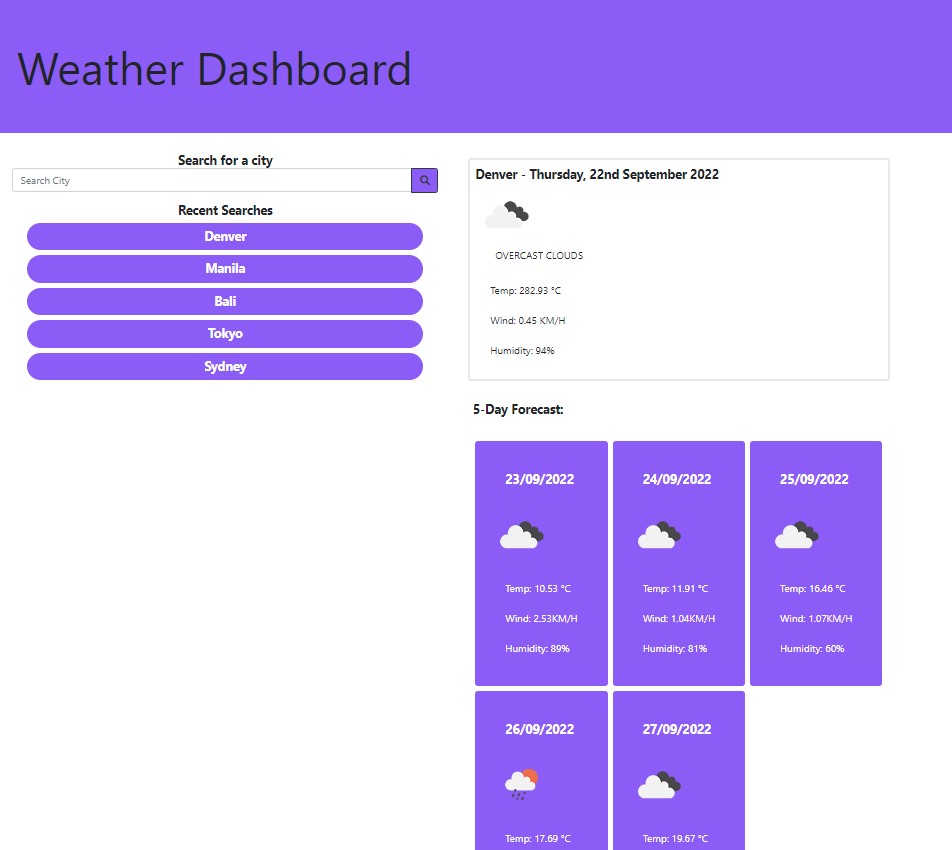 Weather Dashboard
Search for a city
Search City
Recent Searches
Denver
Manila
Bali
Tokyo
Sydney
Denver - Thursday, 22nd September 2022
OVERCAST CLOUDS
Temp: 282.93 °C
Wind: 0.45 KM/H
Humidity: 94%
5-Day Forecast:
23/09/2022
Temp: 10.53 °C
Wind: 2.53KM/H
Humidity: 89%
24/09/2022
Temp: 11.91 °C
Wind: 1.04KM/H
Humidity: 81%
25/09/2022
Temp: 16.46 °C
Wind: 1.07KM/H
Humidity: 60%
26/09/2022
Temp: 17.69 °C
27/09/2022
Temp: 19.67 °C